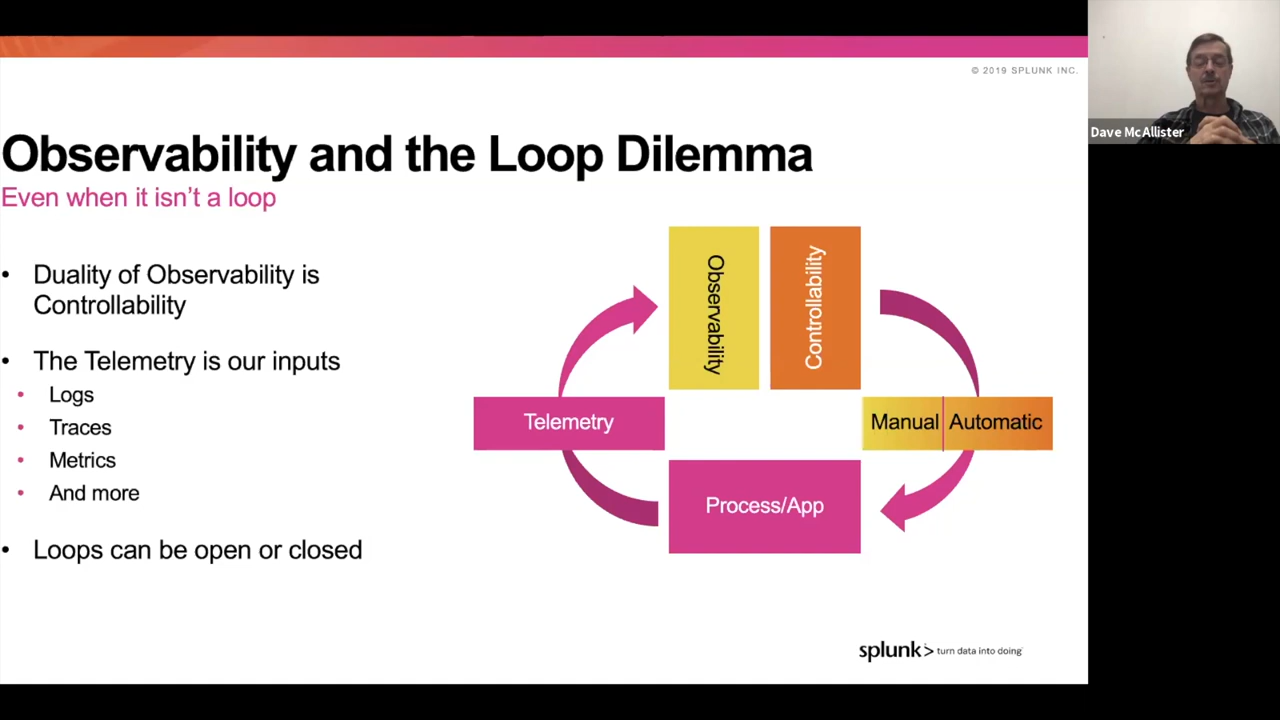 © 2019 SPLUNK INC.
Dave McAllister
Observability and the Loop Dilemma
Even when it isn’t a loop
• Duality of Observability is
Controllability
• The Telemetry is our inputs
• Logs
• Traces
• Metrics
• And more
• Loops can be open or closed
Observability
Controllability
Telemetry
Manual
Automatic
Process/App
splunk> turn data into doing